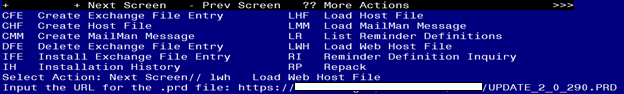 +         + Next Screen   - Prev Screen   ?? More Actions                    >>>
CFE  Create Exchange File Entry          LHF  Load Host File
CHF  Create Host File                    LMM  Load MailMan Message
CMM  Create MailMan Message              LR   List Reminder Definitions
DFE  Delete Exchange File Entry          LWH  Load Web Host File
IFE  Install Exchange File Entry         RI   Reminder Definition Inquiry
IH   Installation History                RP   Repack
Select Action: Next Screen// lwh   Load Web Host File
Input the URL for the .prd file: https:// /UPDATE_2_0_290.PRD